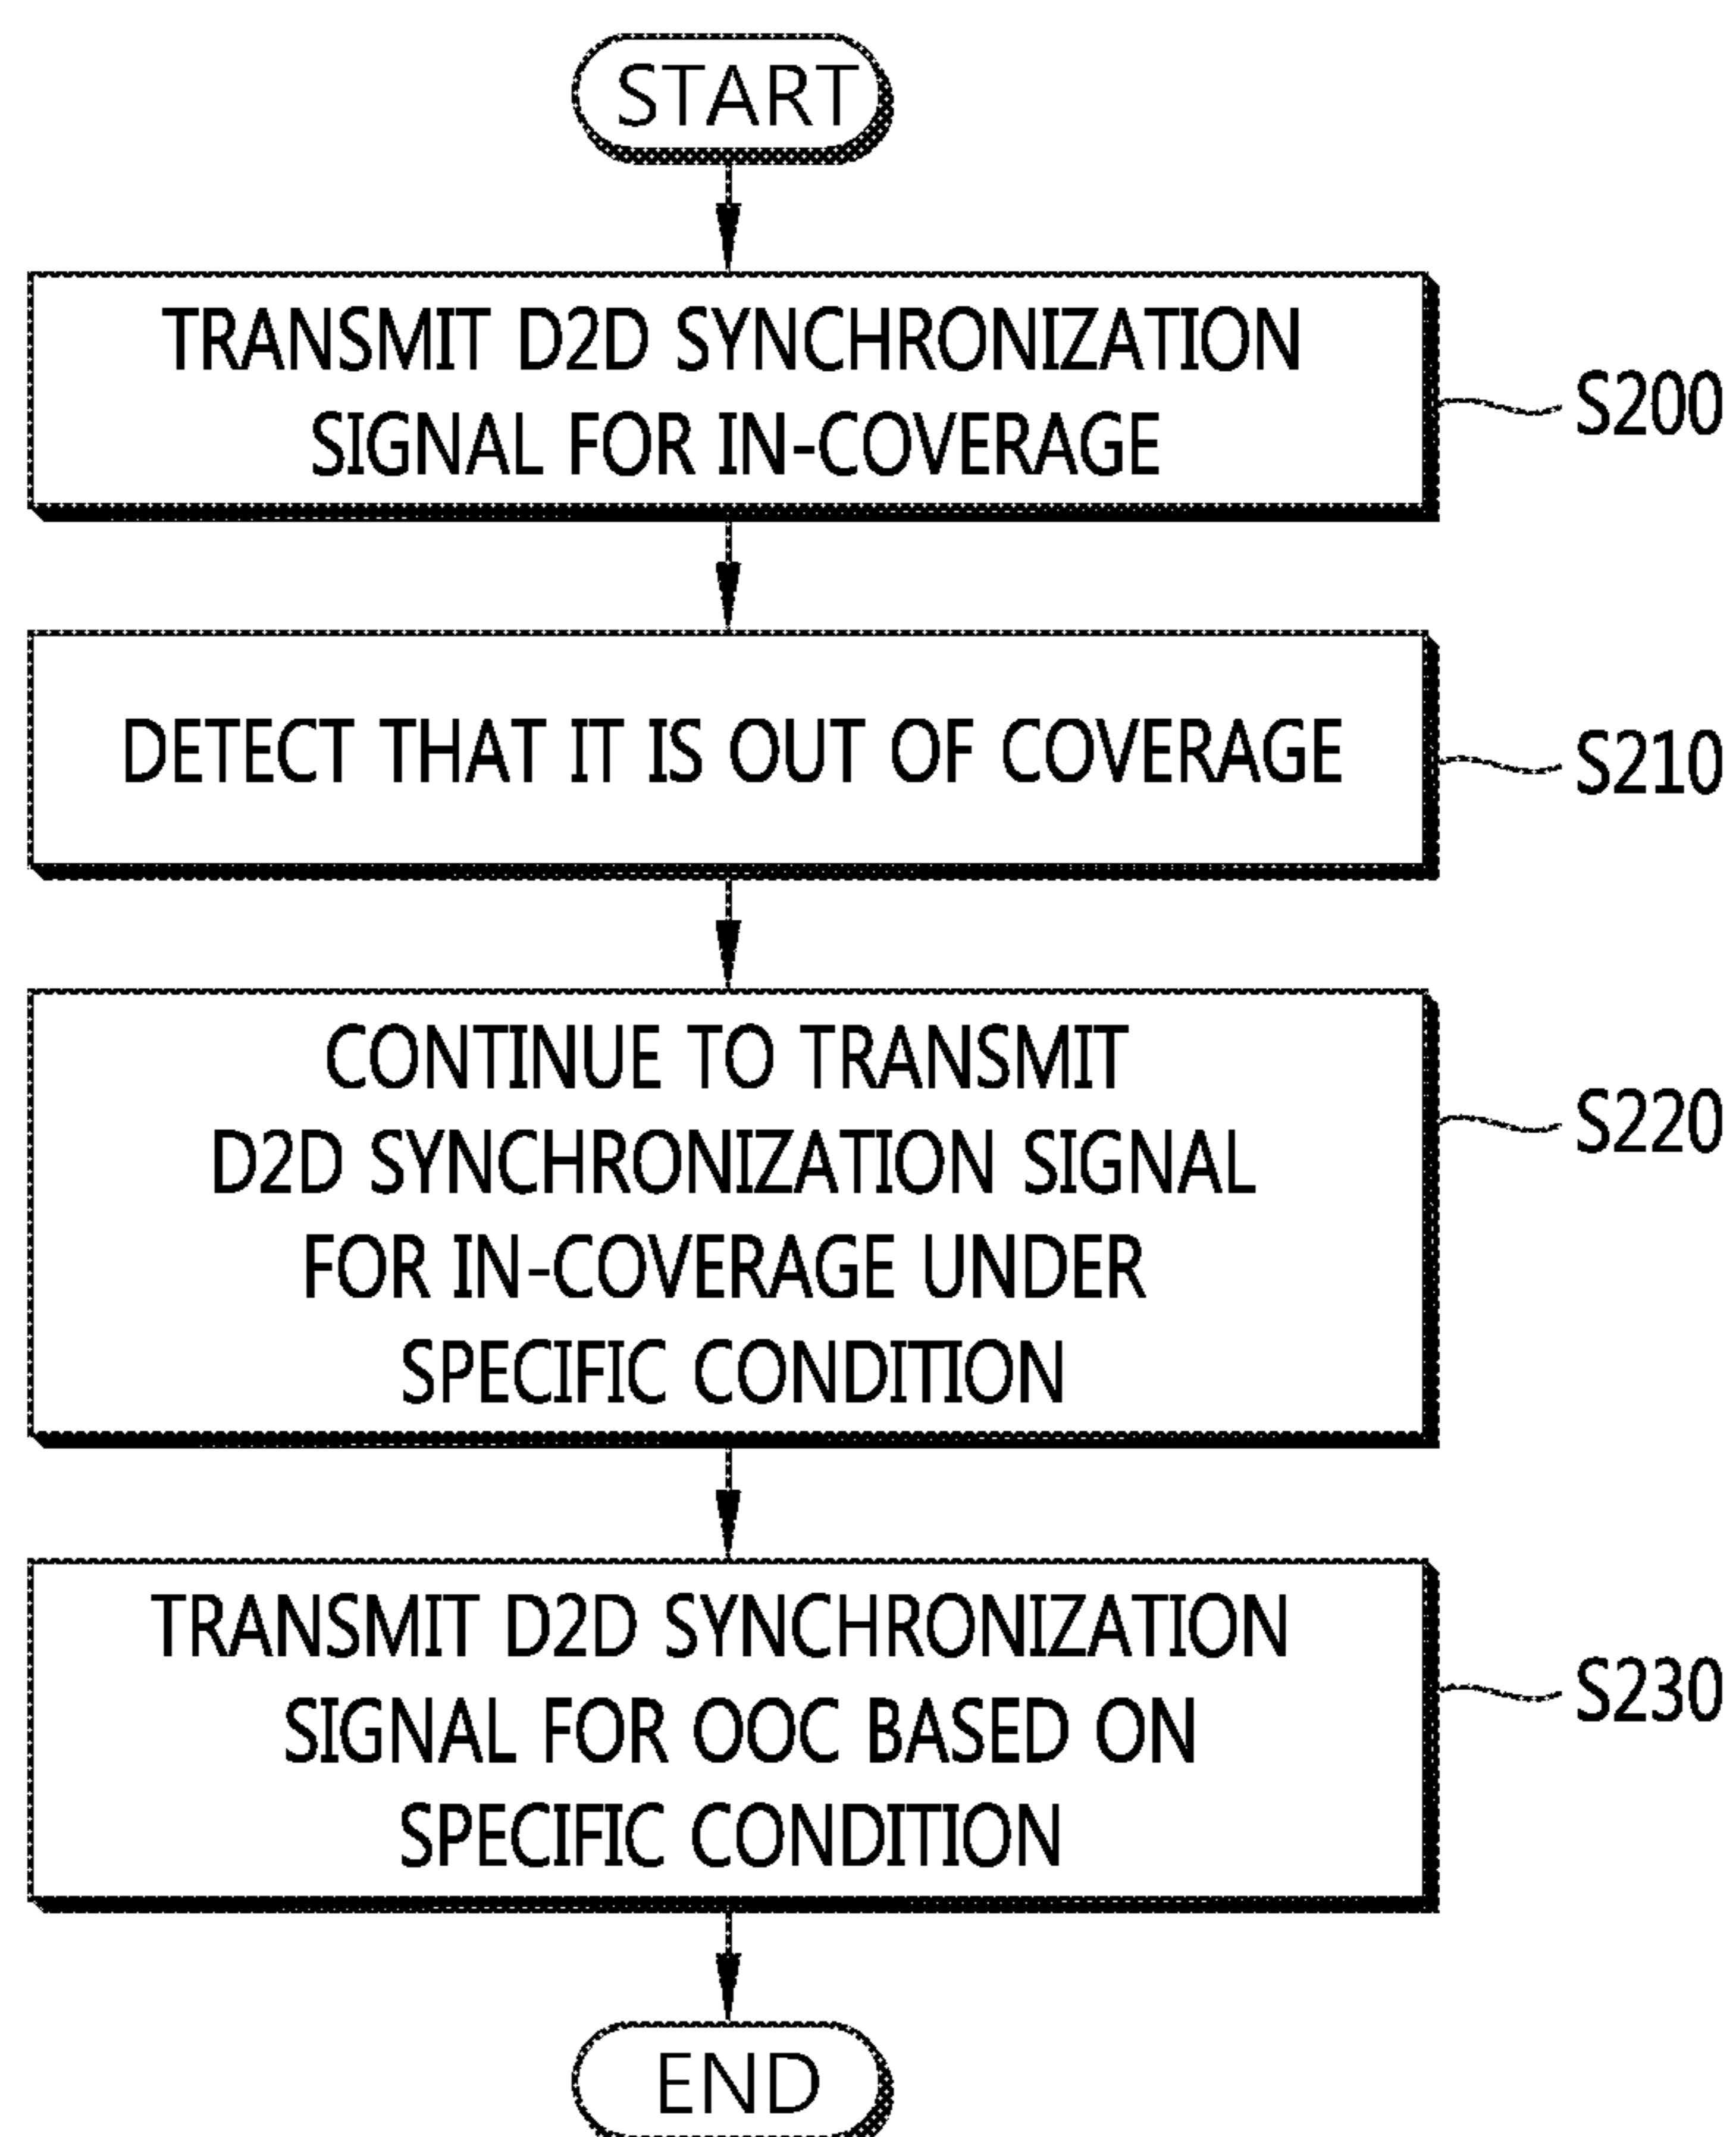 START
TRANSMIT D2D SYNCHRONIZATION
SIGNAL FOR IN-COVERAGE
S200
DETECT THAT IT IS OUT OF COVERAGE
S210
CONTINUE TO TRANSMIT
D2D SYNCHRONIZATION SIGNAL
FOR IN-COVERAGE UNDER
SPECIFIC CONDITION
S220
TRANSMIT D2D SYNCHRONIZATION
SIGNAL FOR OOC BASED ON
SPECIFIC CONDITION
S230
END